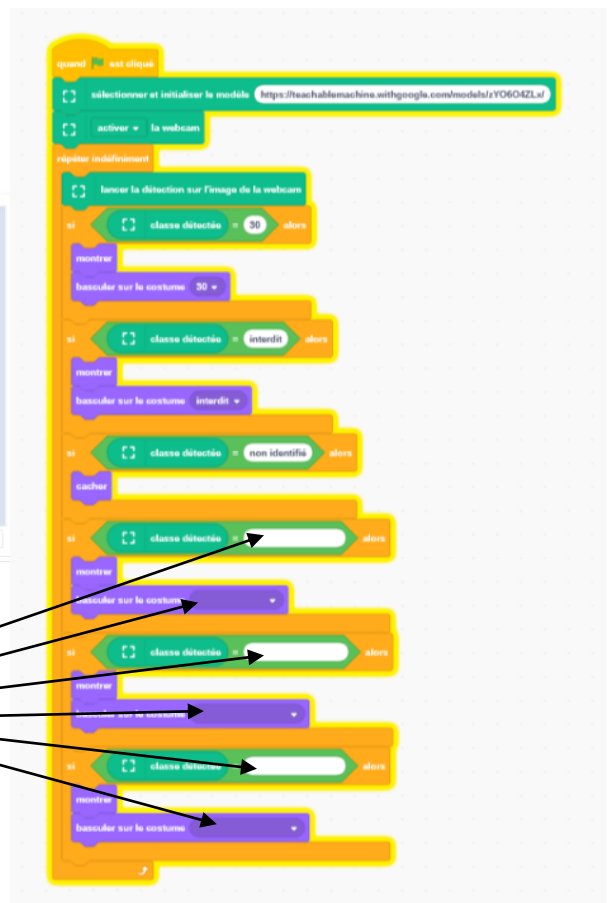 quand est cliqué
sélectionner et initialiser le modèle https://teachablemachine.withgoogle.com/models/zYO6O4ZLx/
activer la webcam
répéter indéfiniment
lancer la détection sur l'image de la webcam
si classe détectée = 30 alors
montrer
basculer sur le costume 30
si classe détectée = interdit alors
montrer
basculer sur le costume interdit
si classe détectée = non identifié alors
cacher
si classe détectée = alors
montrer
basculer sur le costume
si classe détectée = alors
montrer
basculer sur le costume
si classe détectée = alors
montrer
basculer sur le costume